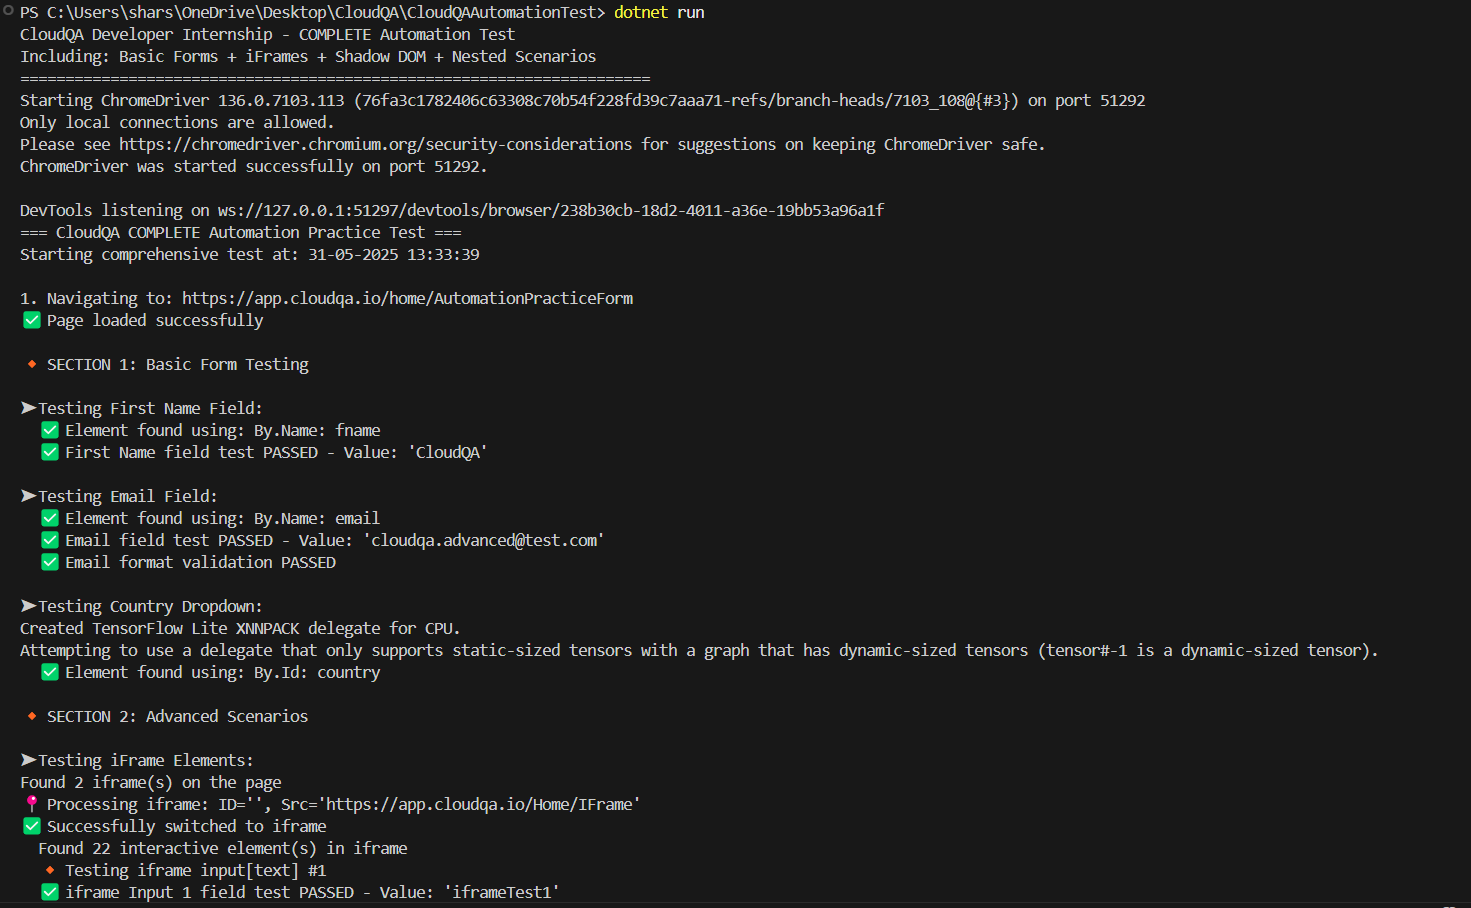 PS C:\Users\shars\OneDrive\Desktop\CloudQA\CloudQAAutomationTest> dotnet run
CloudQA Developer Internship - COMPLETE Automation Test
Including: Basic Forms + iFrames + Shadow DOM + Nested Scenarios
======================================================================
Starting ChromeDriver 136.0.7103.113 (76fa3c1782406c63308c70b54f228fd39c7aaa71-refs/branch-heads/7103_108@{#3}) on port 51292
Only local connections are allowed.
Please see https://chromedriver.chromium.org/security-considerations for suggestions on keeping ChromeDriver safe.
ChromeDriver was started successfully on port 51292.
DevTools listening on ws://127.0.0.1:51297/devtools/browser/238b30cb-18d2-4011-a36e-19bb53a96a1f
=== CloudQA COMPLETE Automation Practice Test ===
Starting comprehensive test at: 31-05-2025 13:33:39
1. Navigating to: https://app.cloudqa.io/home/AutomationPracticeForm
✅ Page loaded successfully
🔸 SECTION 1: Basic Form Testing
➤Testing First Name Field:
✅ Element found using: By.Name: fname
✅ First Name field test PASSED - Value: 'CloudQA'
➤Testing Email Field:
✅ Element found using: By.Name: email
✅ Email field test PASSED - Value: 'cloudqa.advanced@test.com'
✅ Email format validation PASSED
➤Testing Country Dropdown:
Created TensorFlow Lite XNNPACK delegate for CPU.
Attempting to use a delegate that only supports static-sized tensors with a graph that has dynamic-sized tensors (tensor#-1 is a dynamic-sized tensor).
✅ Element found using: By.Id: country
🔸 SECTION 2: Advanced Scenarios
➤Testing iFrame Elements:
Found 2 iframe(s) on the page
📍 Processing iframe: ID='', Src='https://app.cloudqa.io/Home/IFrame'
✅ Successfully switched to iframe
Found 22 interactive element(s) in iframe
🔸 Testing iframe input[text] #1
✅ iframe Input 1 field test PASSED - Value: 'iframeTest1'